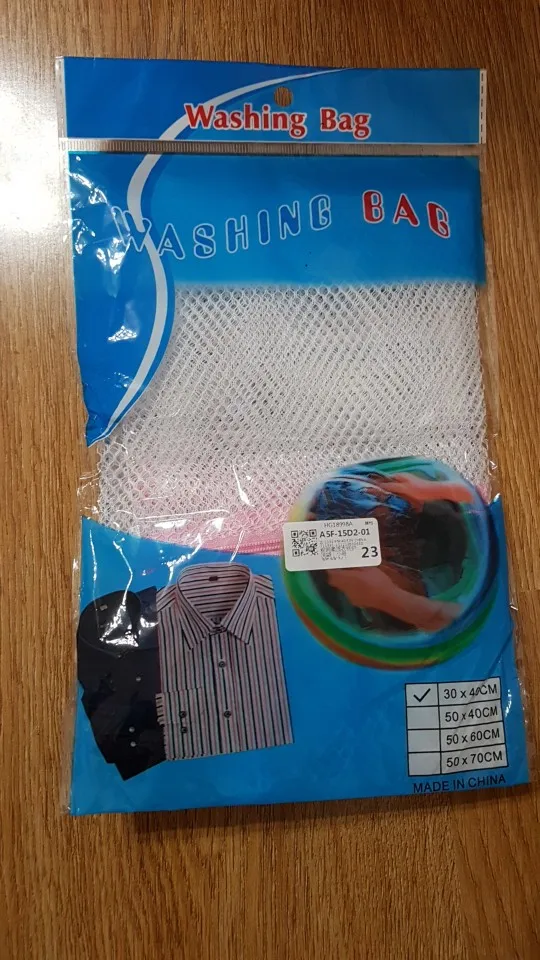 Washing Bag
WASHING BAG
HG18998A
A5F-15D2-01
23
30 x 40CM
50 x 40CM
50 x 60CM
50 x 70CM
MADE IN CHINA